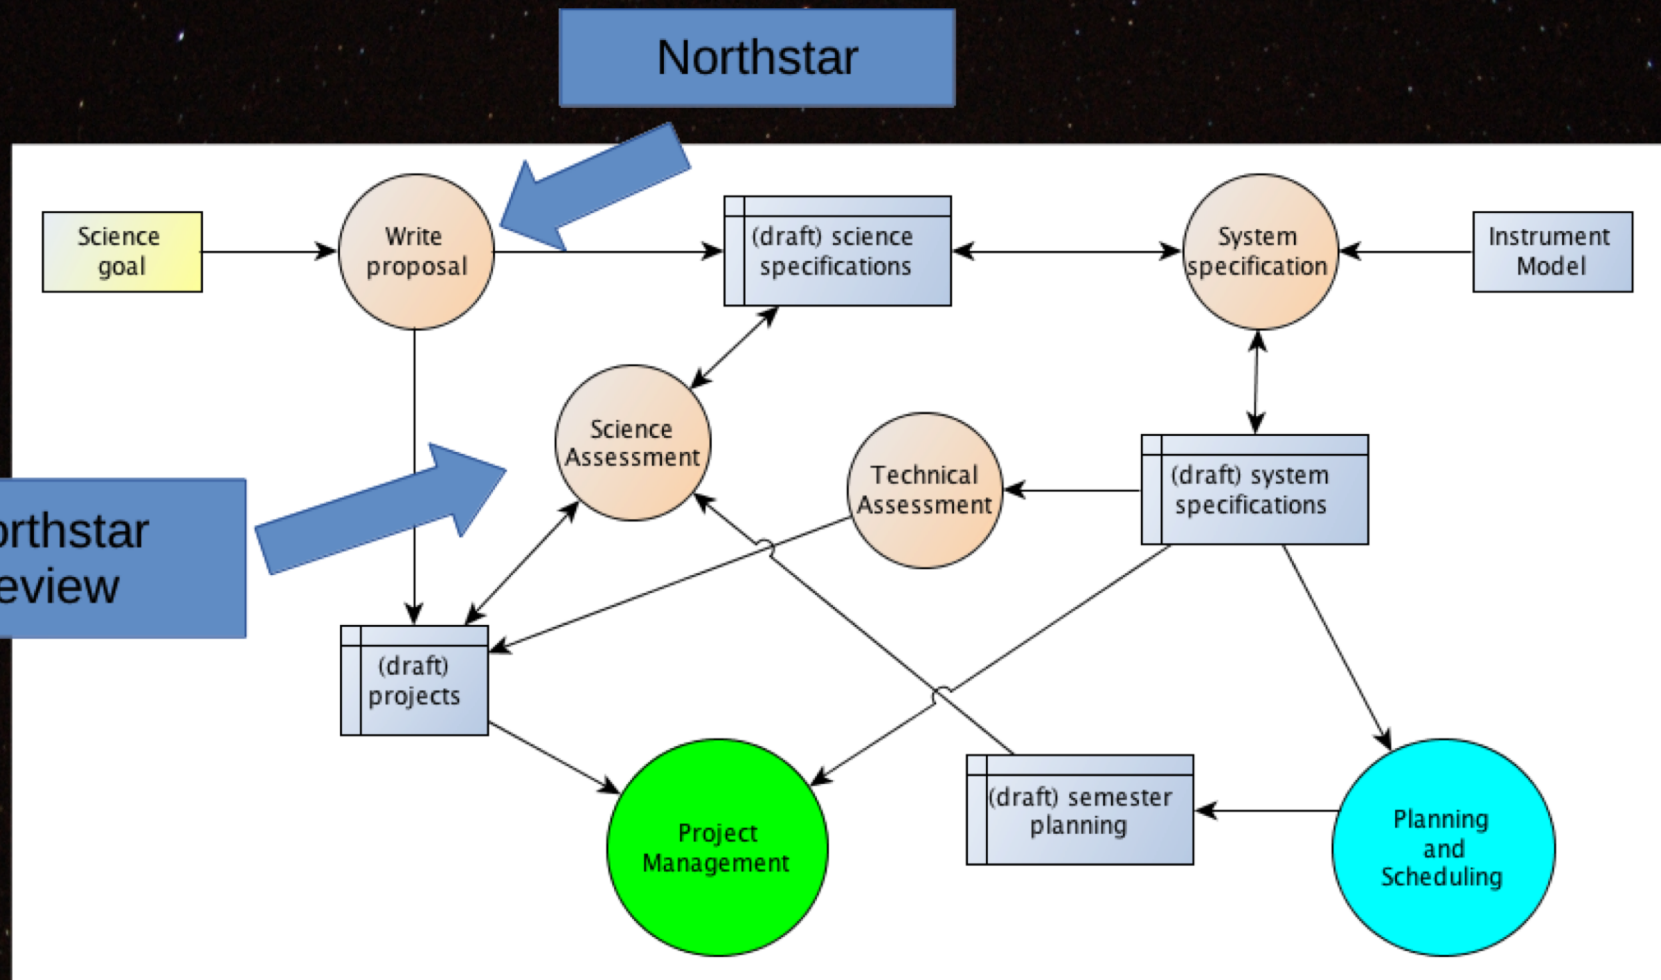 Northstar
Science
goal
Write
proposal
(draft) science
specifications
System
specification
Instrument
Model
Science
Assessment
Technical
Assessment
(draft) system
specifications
orthstar
eview
(draft)
projects
Project
Management
(draft) semester
planning
Planning
and
Scheduling